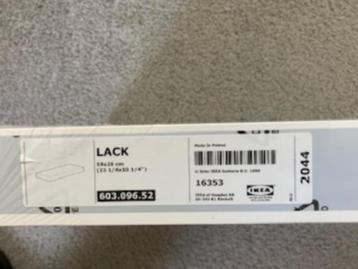 LACK
59x26 cm
(23 1/4x10 1/4")
603.096.52
Made in Poland
© Inter IKEA Systems B.V. 1999
16353
IKEA of Sweden AB
SE-343 81 Älmhult
IKEA
2044